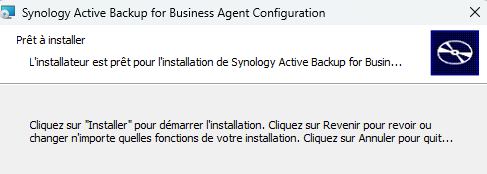 Synology Active Backup for Business Agent Configuration
Prêt à installer
L'installateur est prêt pour l'installation de Synology Active Backup for Busin...
Cliquez sur "Installer" pour démarrer l'installation. Cliquez sur Revenir pour revoir ou
changer n'importe quelles fonctions de votre installation. Cliquez sur Annuler pour quit...